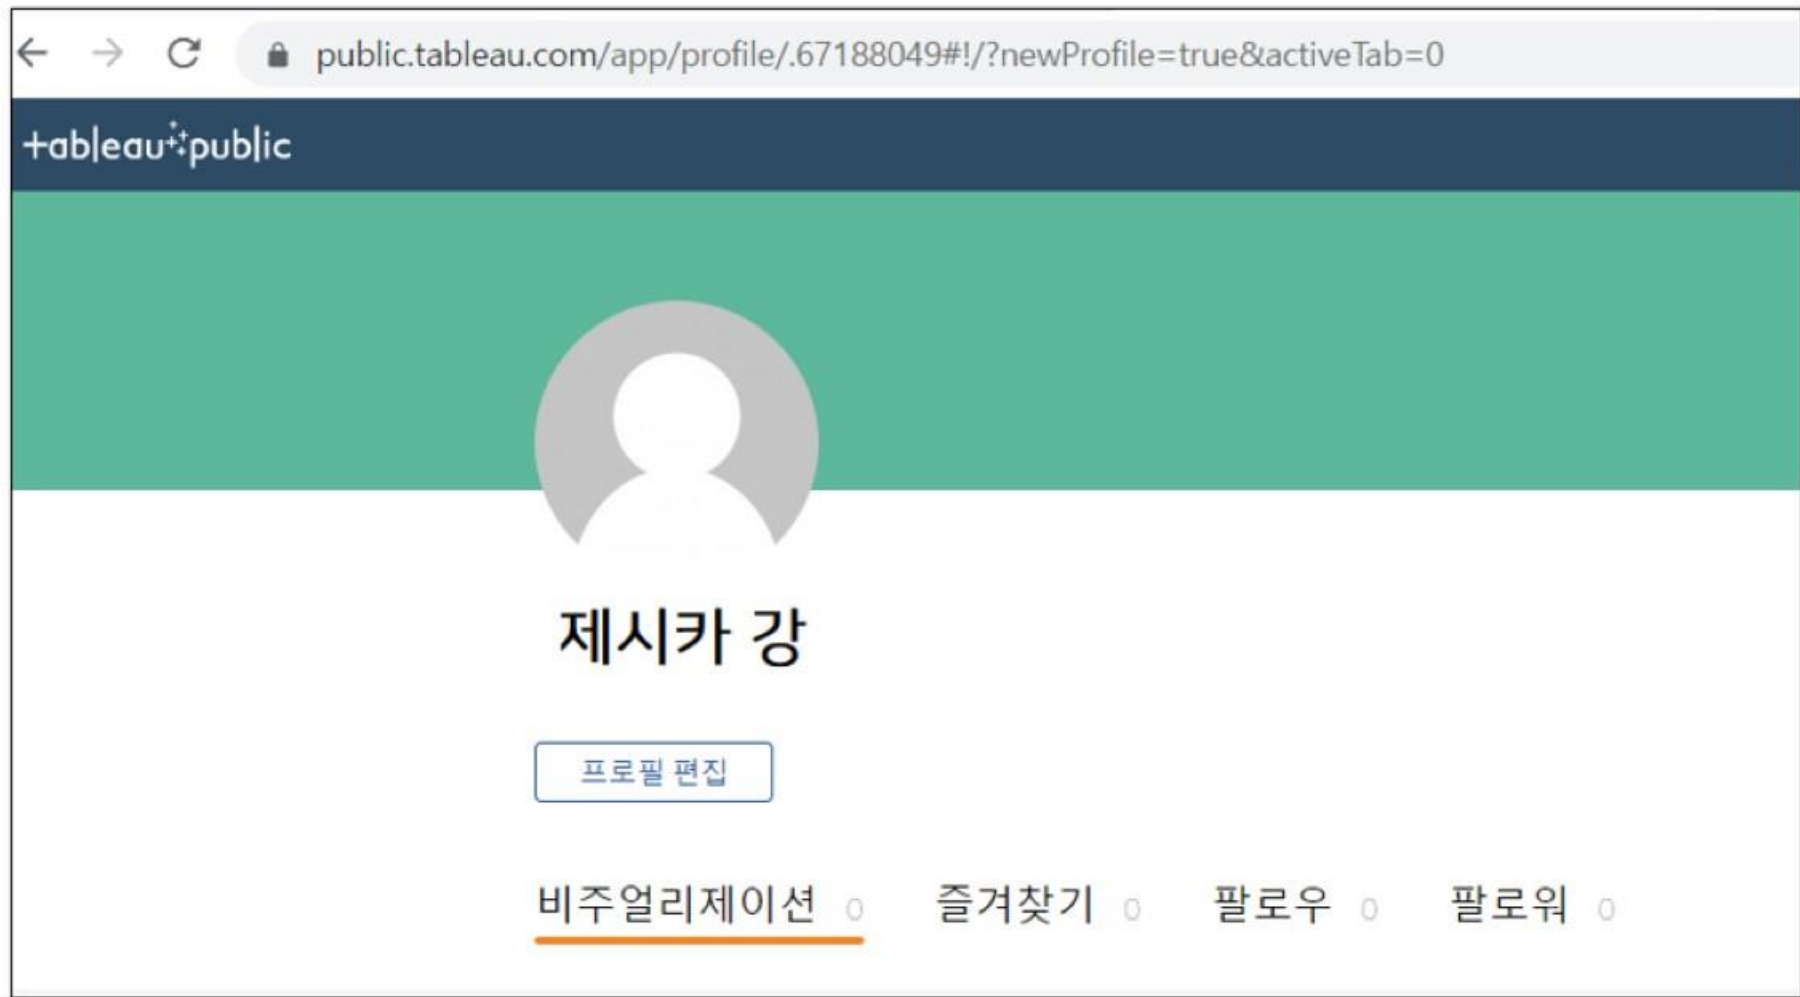 public.tableau.com/app/profile/.67188049#!/?newProfile=true&activeTab=0
+ableau public
제시카 강
프로필 편집
비주얼리제이션 0 즐겨찾기 0 팔로우 0 팔로워 0